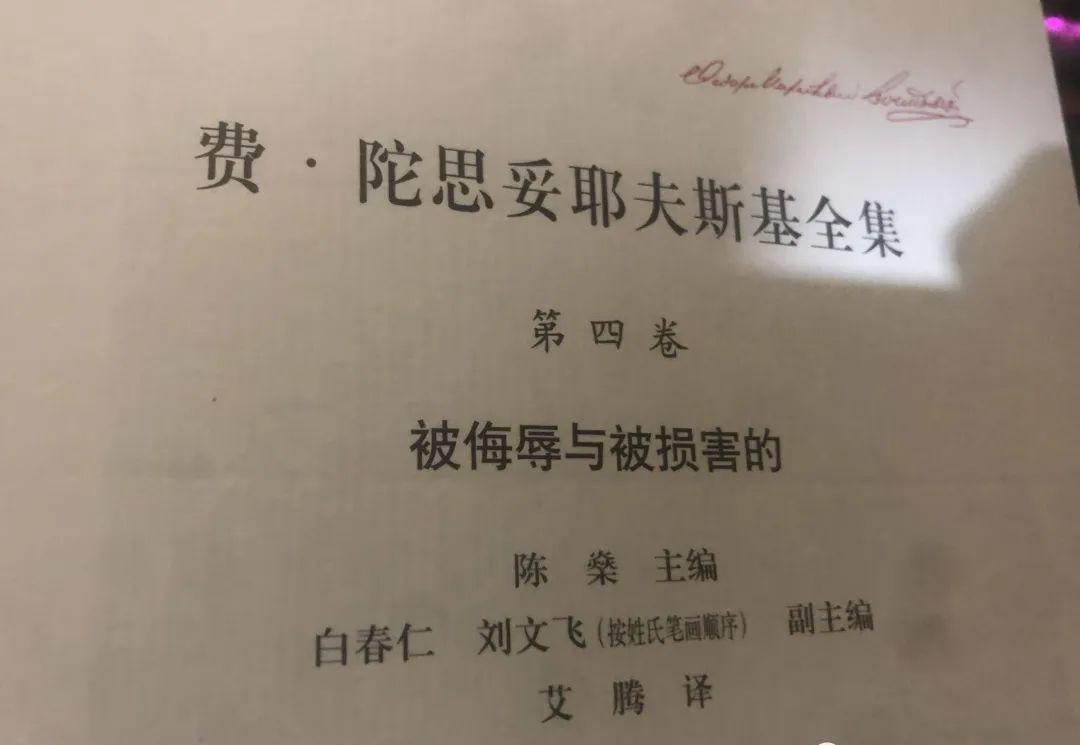 费·陀思妥耶夫斯基全集
第四卷
被侮辱与被损害的
陈 燊 主编
白春仁 刘文飞（按姓氏笔画顺序） 副主编
艾 腾 译